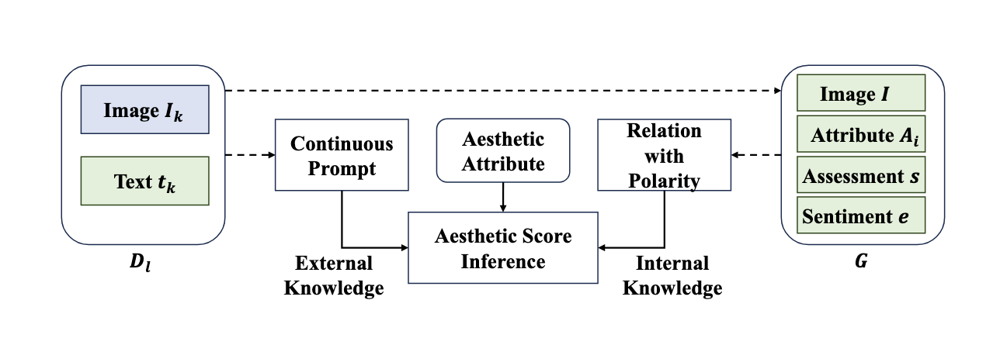 Image I_k
Text t_k
D_l
Continuous
Prompt
Aesthetic
Attribute
Relation
with
Polarity
Aesthetic Score
Inference
External
Knowledge
Internal
Knowledge
Image I
Attribute A_i
Assessment s
Sentiment e
G